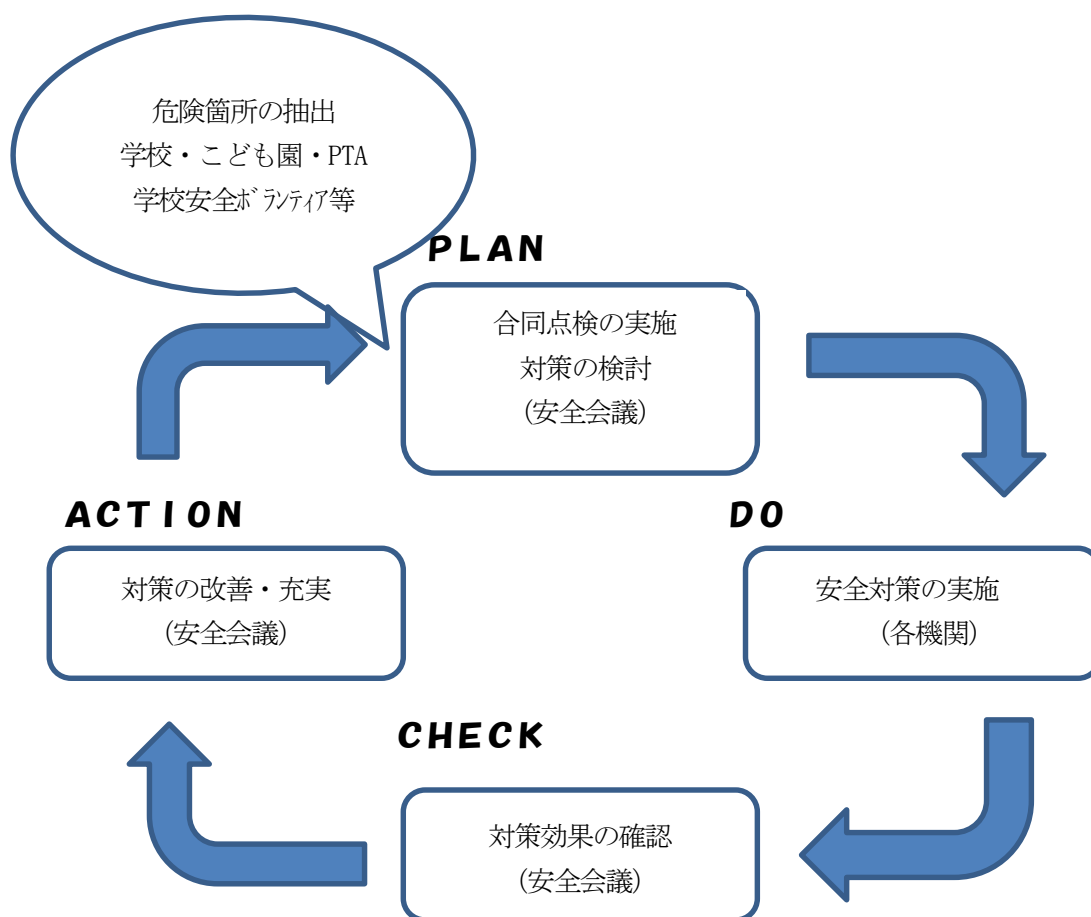 危険箇所の抽出
学校・こども園・PTA
学校安全ﾎﾞﾗﾝﾃｨｱ等
PLAN
合同点検の実施
対策の検討
(安全会議)
ACTION
対策の改善・充実
(安全会議)
DO
安全対策の実施
(各機関)
CHECK
対策効果の確認
(安全会議)